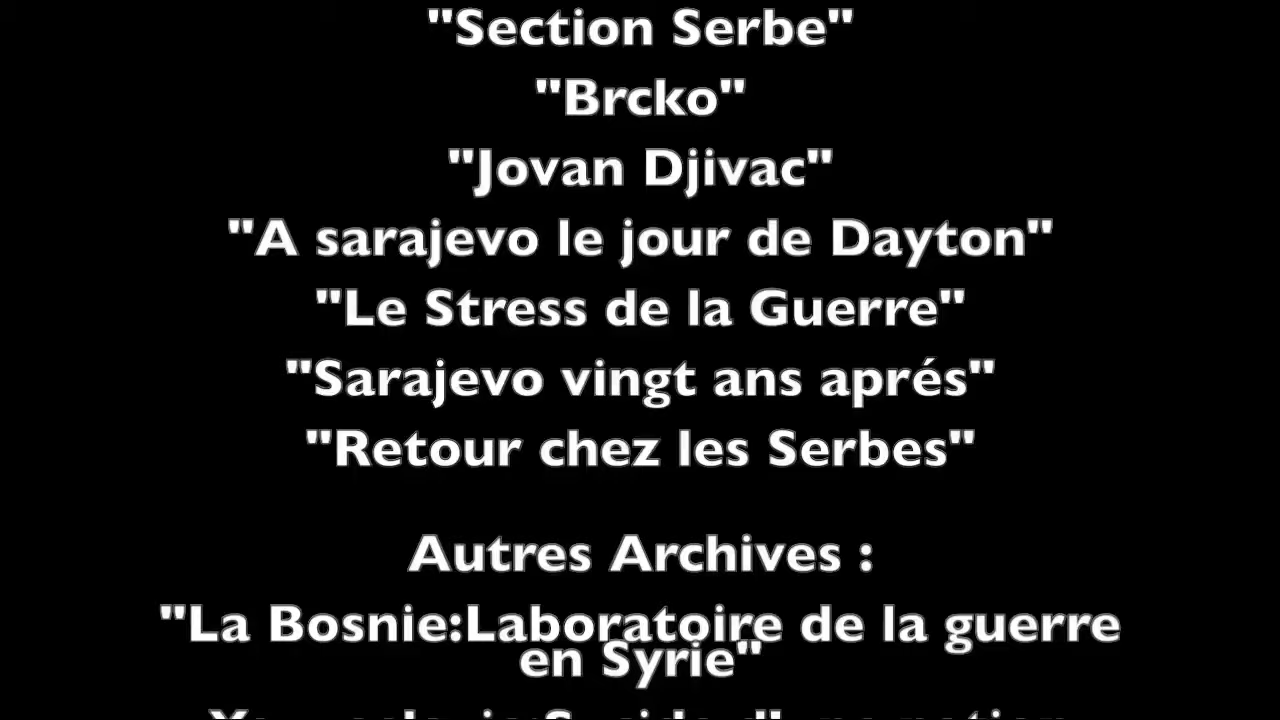 "Section Serbe"
"Brcko"
"Jovan Djivac"
"A sarajevo le jour de Dayton"
"Le Stress de la Guerre"
"Sarajevo vingt ans aprés"
"Retour chez les Serbes"
Autres Archives :
"La Bosnie:Laboratoire de la guerre
en Syrie"